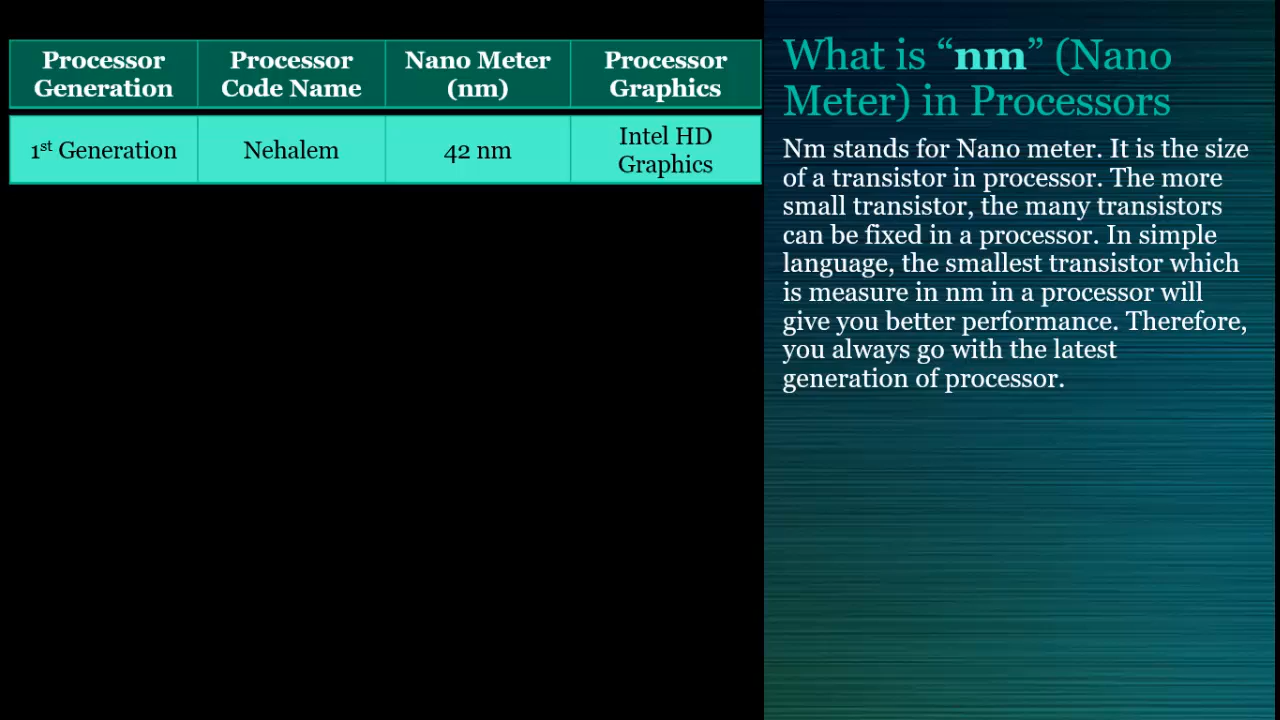 Processor Generation
Processor Code Name
Nano Meter (nm)
Processor Graphics
1st Generation
Nehalem
42 nm
Intel HD Graphics
What is “nm” (Nano
Meter) in Processors
Nm stands for Nano meter. It is the size
of a transistor in processor. The more
small transistor, the many transistors
can be fixed in a processor. In simple
language, the smallest transistor which
is measure in nm in a processor will
give you better performance. Therefore,
you always go with the latest
generation of processor.